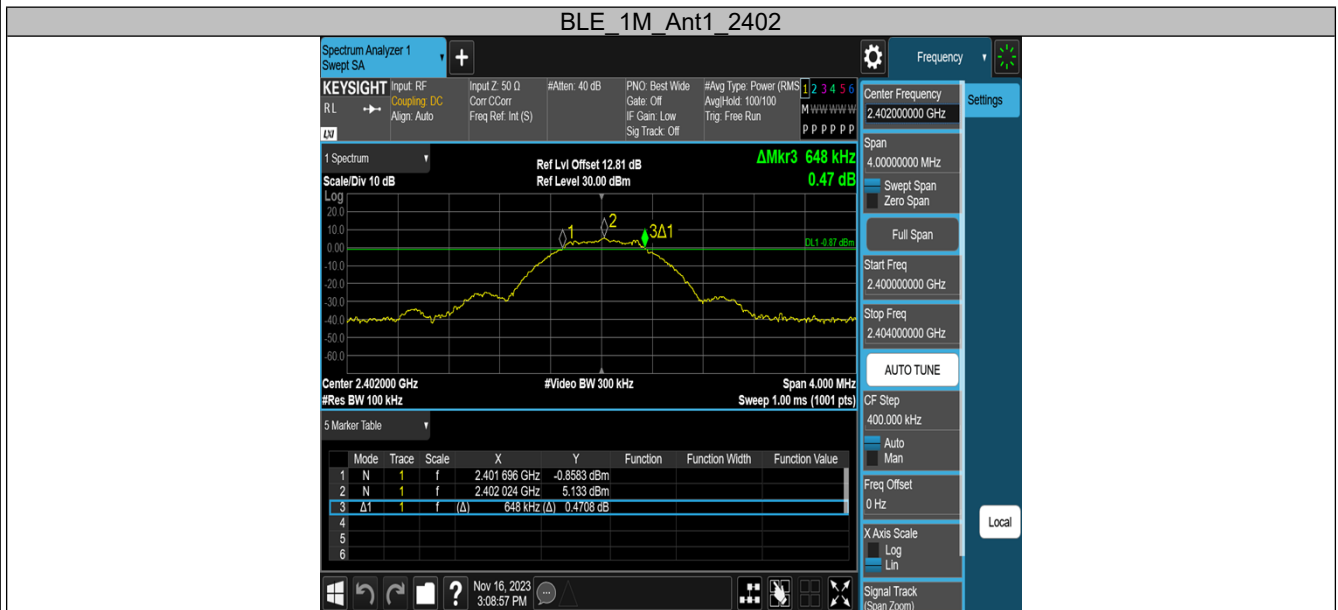 BLE_1M_Ant1_2402
Spectrum Analyzer 1
Swept SA
+
Frequency
KEYSIGHT
RL
LXI
Input: RF
Coupling: DC
Align: Auto
Input Z: 50 Ω
Corr CCorr
Freq Ref: Int (S)
#Atten: 40 dB
PNO: Best Wide
Gate: Off
IF Gain: Low
Sig Track: Off
#Avg Type: Power (RMS
Avg|Hold: 100/100
Trig: Free Run
1 2 3 4 5 6
M W W W W W
P P P P P P
1 Spectrum
Scale/Div 10 dB
Ref Lvl Offset 12.81 dB
Ref Level 30.00 dBm
ΔMkr3 648 kHz
0.47 dB
Log
20.0
10.0
0.00
-10.0
-20.0
-30.0
-40.0
-50.0
-60.0
1
2
3Δ1
DL1 -0.87 dBm
Center 2.402000 GHz
#Video BW 300 kHz
Span 4.000 MHz
#Res BW 100 kHz
Sweep 1.00 ms (1001 pts)
5 Marker Table
Mode Trace Scale X Y Function Function Width Function Value
1 N 1 f 2.401 696 GHz -0.8583 dBm
2 N 1 f 2.402 024 GHz 5.133 dBm
3 Δ1 1 f (Δ) 648 kHz (Δ) 0.4708 dB
4
5
6
?
Nov 16, 2023
3:08:57 PM
Center Frequency
2.402000000 GHz
Span
4.00000000 MHz
Swept Span
Zero Span
Full Span
Start Freq
2.400000000 GHz
Stop Freq
2.404000000 GHz
AUTO TUNE
CF Step
400.000 kHz
Auto
Man
Freq Offset
0 Hz
X Axis Scale
Log
Lin
Signal Track
(Span Zoom)
Settings
Local